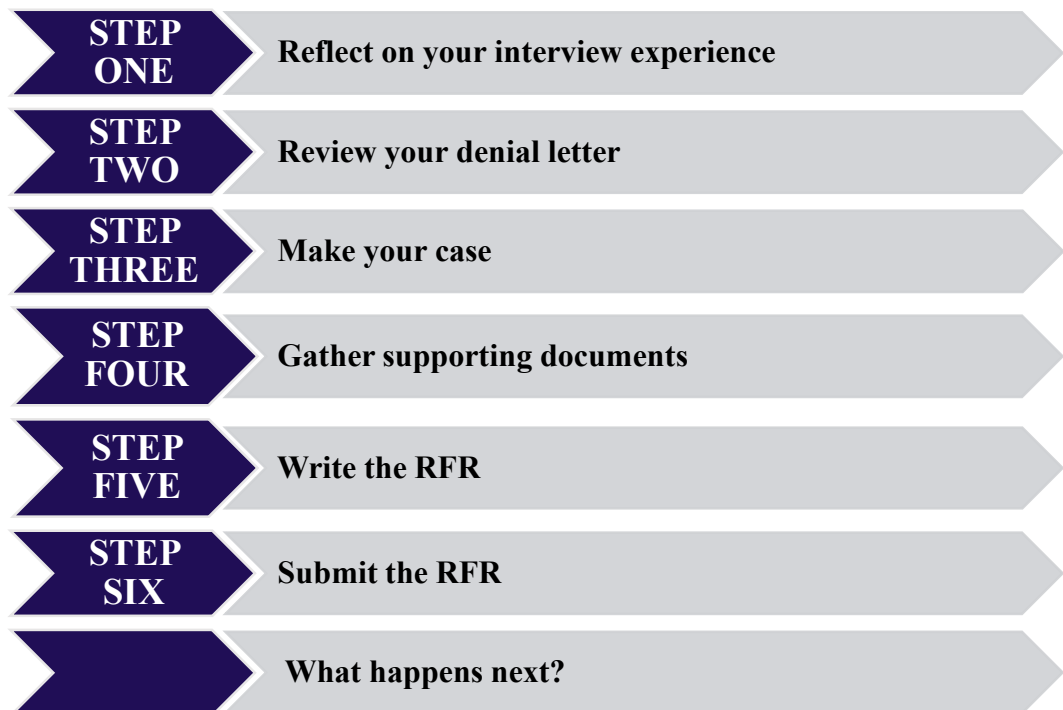 STEP
ONE
Reflect on your interview experience
STEP
TWO
Review your denial letter
STEP
THREE
Make your case
STEP
FOUR
Gather supporting documents
STEP
FIVE
Write the RFR
STEP
SIX
Submit the RFR
What happens next?